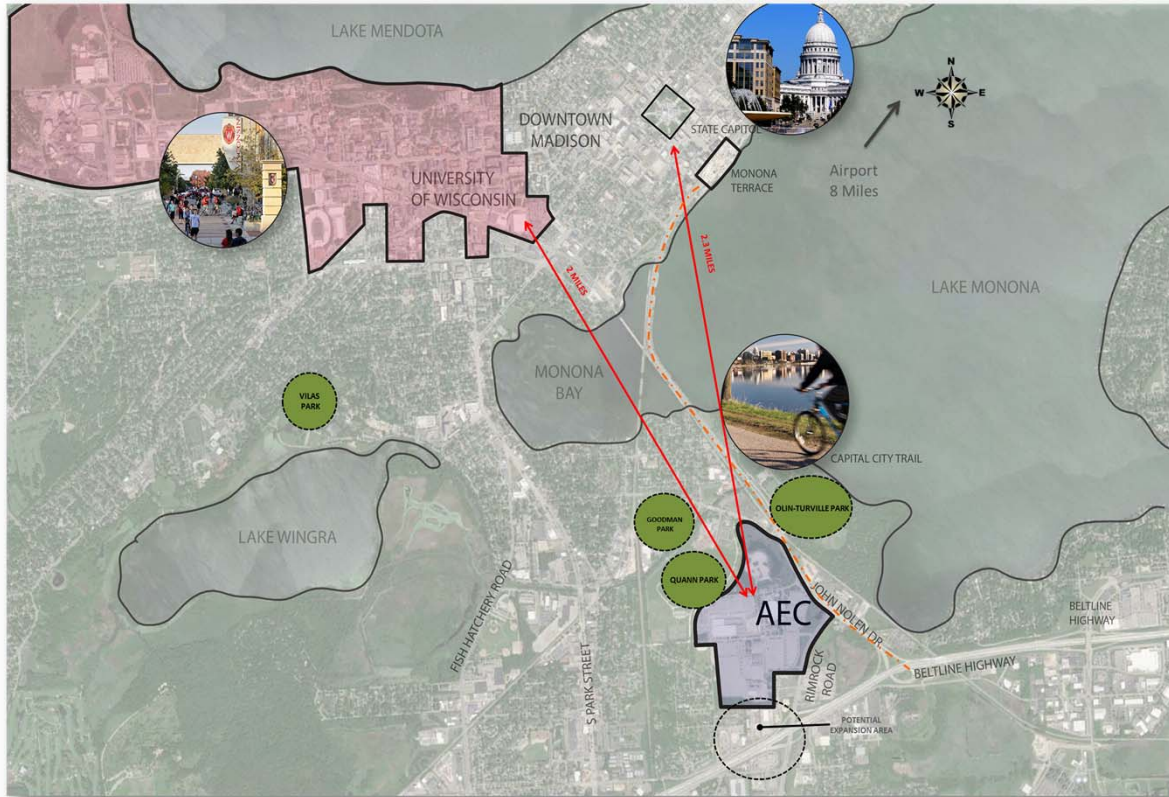 LAKE MENDOTA
N
W
E
S
DOWNTOWN
MADISON
STATE CAPITOL
MONONA
TERRACE
Airport
8 Miles
UNIVERSITY
OF WISCONSIN
2 MILES
2.3 MILES
LAKE MONONA
MONONA
BAY
VILAS
PARK
CAPITAL CITY TRAIL
OLIN-TURVILLE PARK
GOODMAN
PARK
LAKE WINGRA
QUANN PARK
AEC
JOHN NOLEN DR.
FISH HATCHERY ROAD
S PARK STREET
RIMROCK
ROAD
BELTLINE
HIGHWAY
BELTLINE HIGHWAY
POTENTIAL
EXPANSION AREA